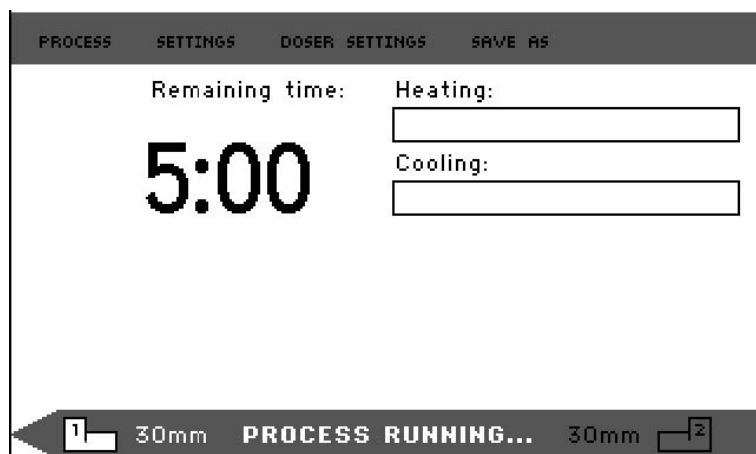 PROCESS SETTINGS DOSER SETTINGS SAVE AS
Remaining time: Heating:
5:00
Cooling:
1 30mm PROCESS RUNNING... 30mm 2